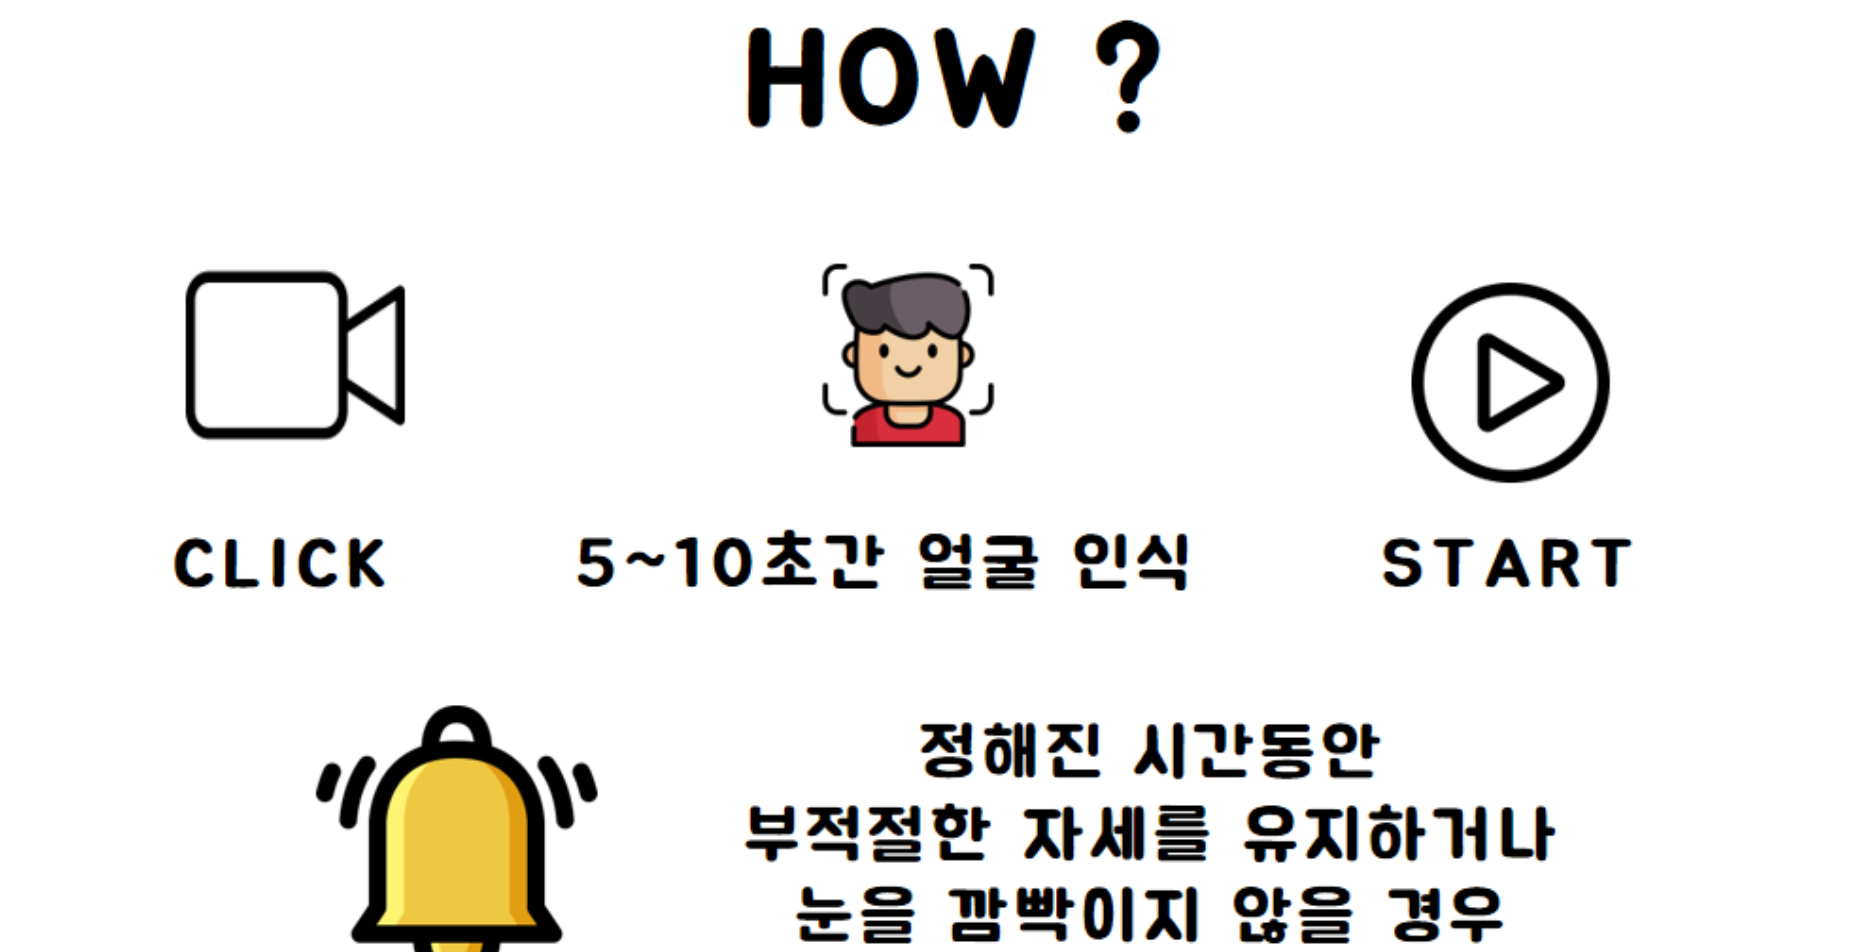 HOW ?
CLICK
5~10초간 얼굴 인식
START
정해진 시간동안
부적절한 자세를 유지하거나
눈을 깜빡이지 않을 경우